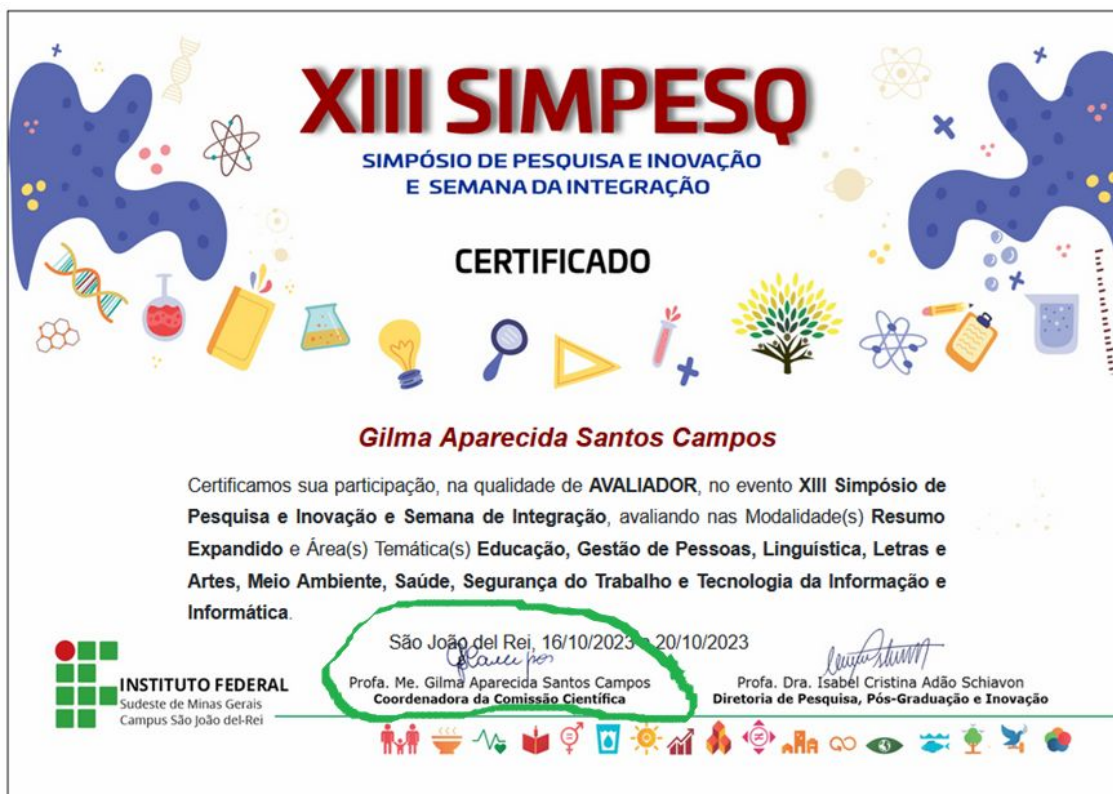 XIII SIMPESQ
SIMPÓSIO DE PESQUISA E INOVAÇÃO
E SEMANA DA INTEGRAÇÃO
CERTIFICADO
Gilma Aparecida Santos Campos
Certificamos sua participação, na qualidade de AVALIADOR, no evento XIII Simpósio de
Pesquisa e Inovação e Semana de Integração, avaliando nas Modalidade(s) Resumo
Expandido e Área(s) Temática(s) Educação, Gestão de Pessoas, Linguística, Letras e
Artes, Meio Ambiente, Saúde, Segurança do Trabalho e Tecnologia da Informação e
Informática.
São João del Rei, 16/10/2023 a 20/10/2023
Profa. Me. Gilma Aparecida Santos Campos
Coordenadora da Comissão Científica
Profa. Dra. Isabel Cristina Adão Schiavon
Diretoria de Pesquisa, Pós-Graduação e Inovação
INSTITUTO FEDERAL
Sudeste de Minas Gerais
Campus São João del-Rei